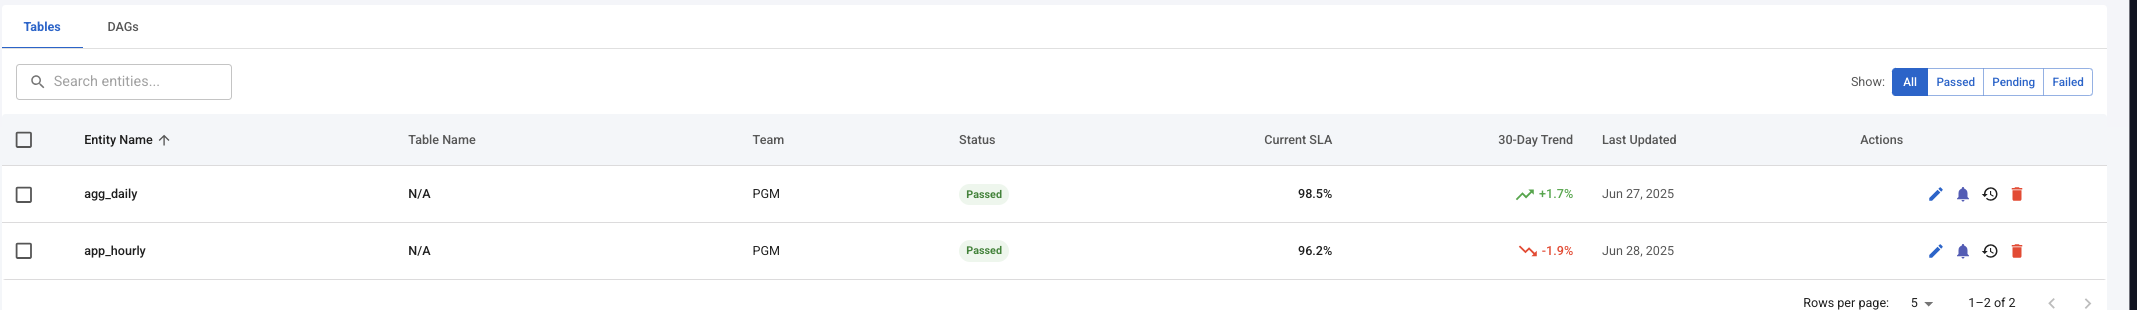 Tables DAGs
Search entities... Show: All Passed Pending Failed
Entity Name Table Name Team Status Current SLA 30-Day Trend Last Updated Actions
agg_daily N/A PGM Passed 98.5% +1.7% Jun 27, 2025
app_hourly N/A PGM Passed 96.2% -1.9% Jun 28, 2025
Rows per page: 5 1–2 of 2